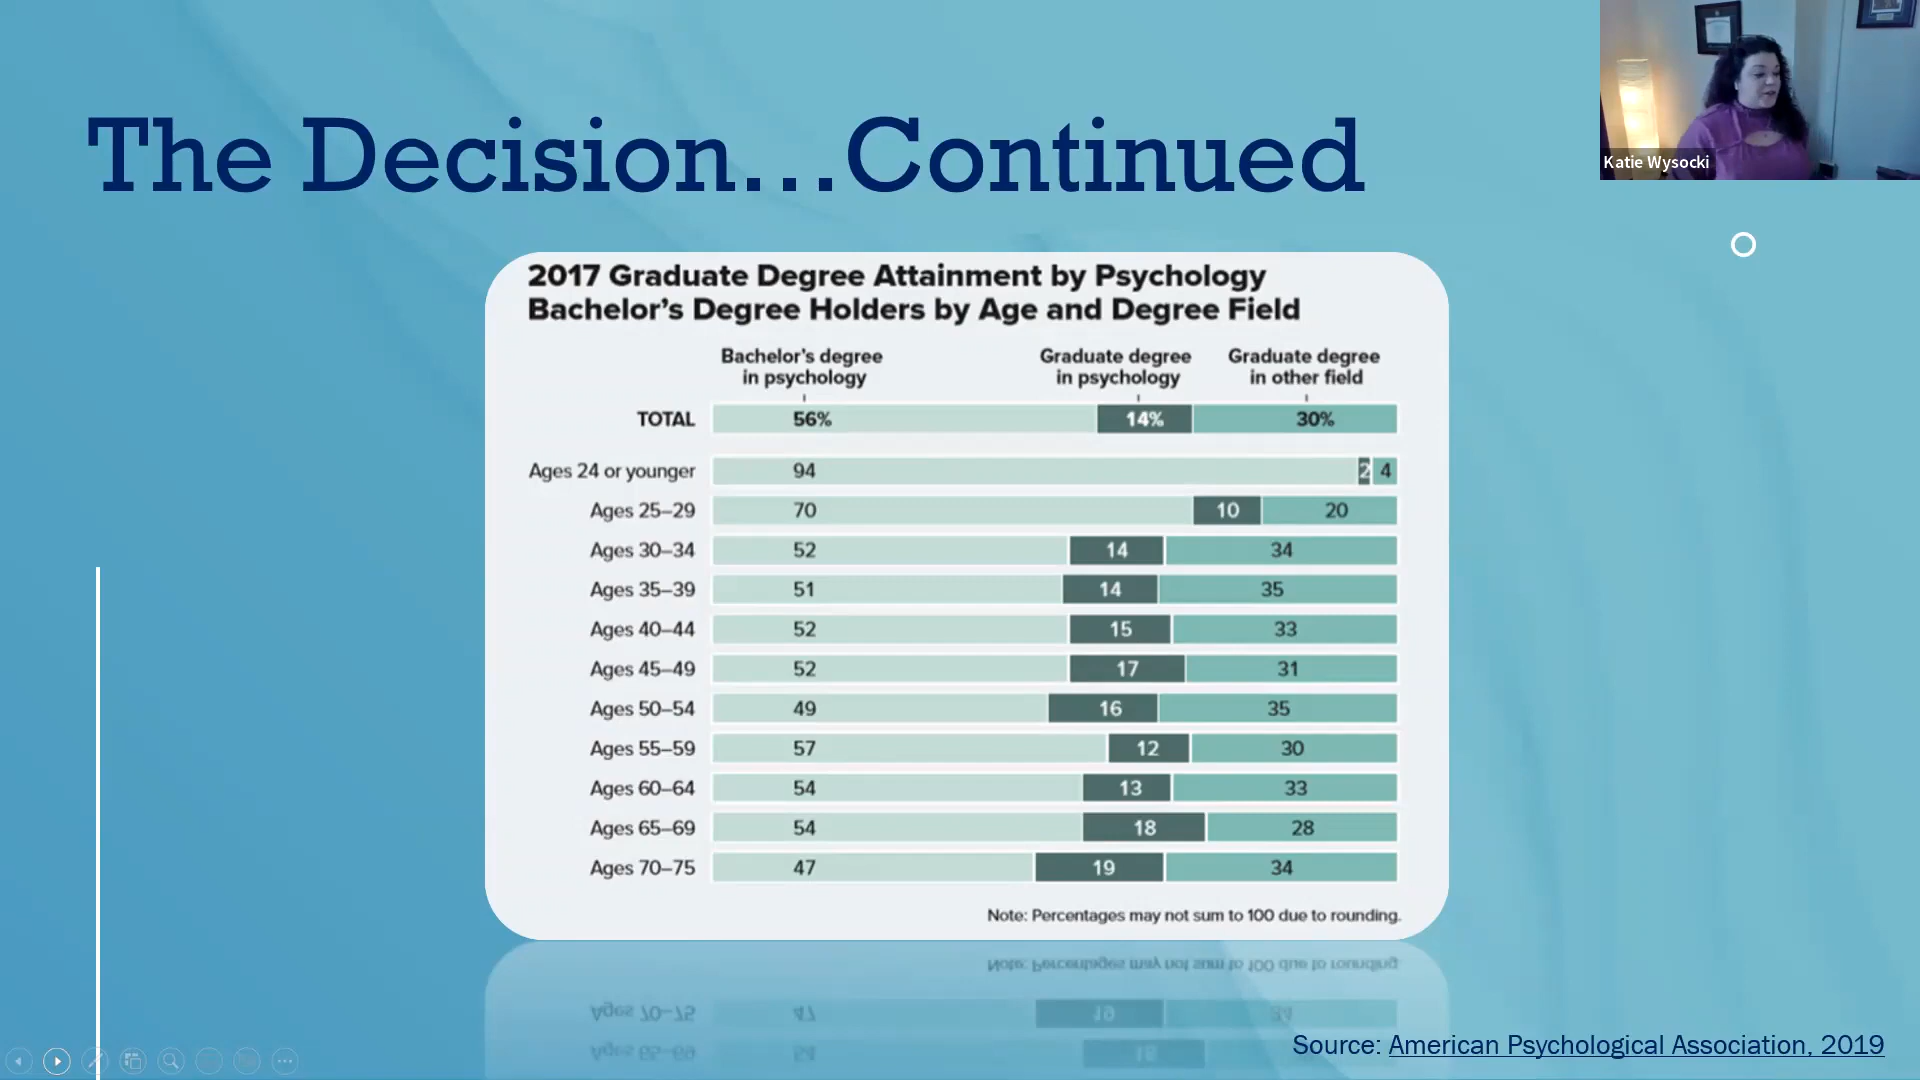 The Decision...Continued
Katie Wysocki
2017 Graduate Degree Attainment by Psychology
Bachelor's Degree Holders by Age and Degree Field
Bachelor's degree
in psychology
Graduate degree
in psychology
Graduate degree
in other field
TOTAL 56% 14% 30%
Ages 24 or younger 94 2 4
Ages 25–29 70 10 20
Ages 30–34 52 14 34
Ages 35–39 51 14 35
Ages 40–44 52 15 33
Ages 45–49 52 17 31
Ages 50–54 49 16 35
Ages 55–59 57 12 30
Ages 60–64 54 13 33
Ages 65–69 54 18 28
Ages 70–75 47 19 34
Note: Percentages may not sum to 100 due to rounding.
Source: American Psychological Association, 2019